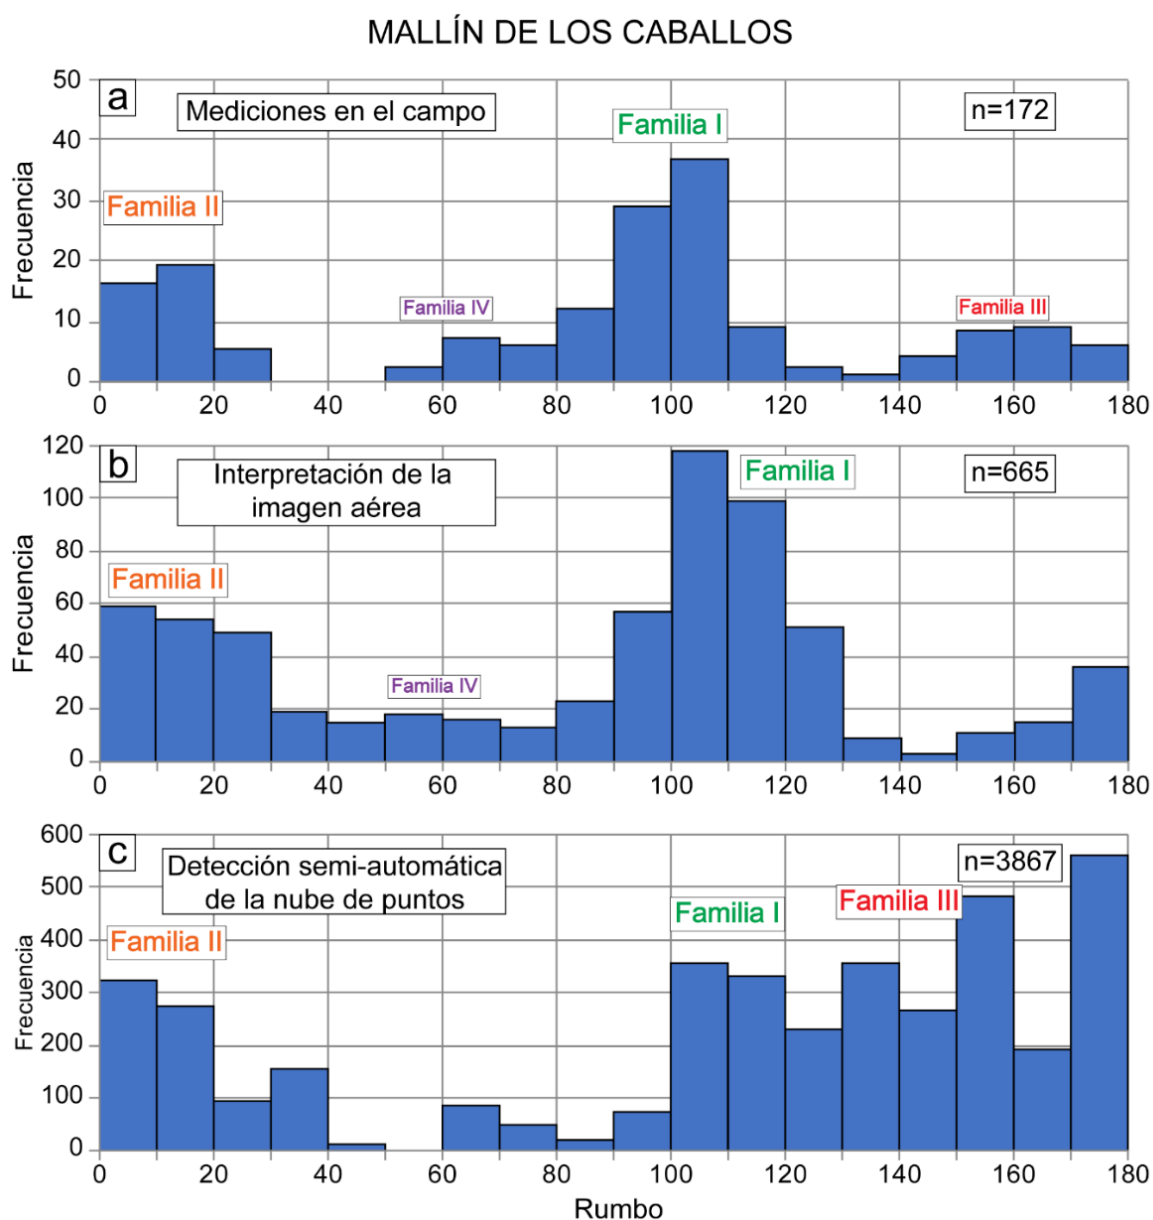 MALLÍN DE LOS CABALLOS
a
Mediciones en el campo
Familia I
n=172
Familia II
Familia IV
Familia III
Frecuencia
50
40
30
20
10
0
0 20 40 60 80 100 120 140 160 180
b
Interpretación de la
imagen aérea
Familia I
n=665
Familia II
Familia IV
Frecuencia
120
100
80
60
40
20
0
0 20 40 60 80 100 120 140 160 180
c
Detección semi-automática
de la nube de puntos
n=3867
Familia I
Familia III
Familia II
Frecuencia
600
500
400
300
200
100
0
0 20 40 60 80 100 120 140 160 180
Rumbo